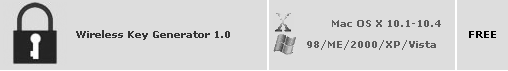 Wireless Key Generator 1.0
Mac OS X 10.1-10.4
98/ME/2000/XP/Vista
FREE